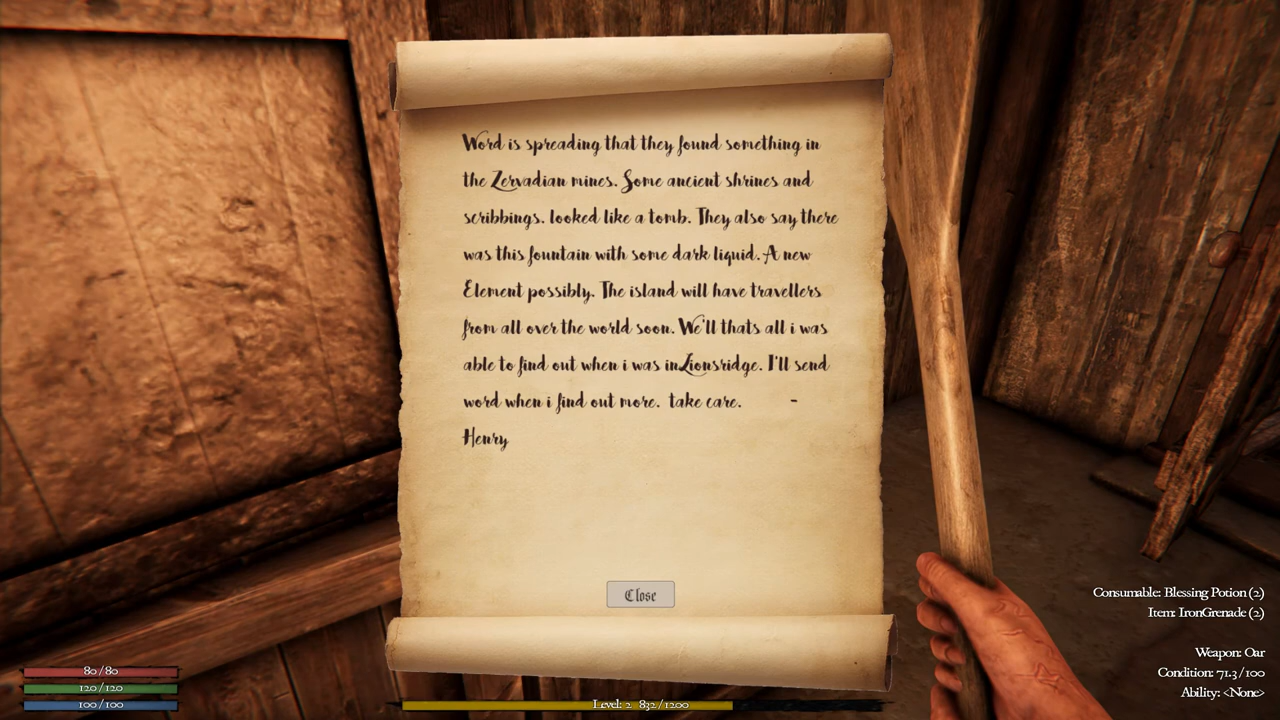 Word is spreading that they found something in
the Zervadian mines. Some ancient shrines and
scribbings. looked like a tomb. They also say there
was this fountain with some dark liquid. A new
Element possibly. The island will have travellers
from all over the world soon. We'll thats all i was
able to find out when i was in Lionsridge. I'll send
word when i find out more. take care. -
Henry
Close
Consumable: Blessing Potion (2)
Item: IronGrenade (2)
Weapon: Oar
Condition: 71.3/100
Ability: <None>
80/80
120/120
100/100
Level: 2 832/1200